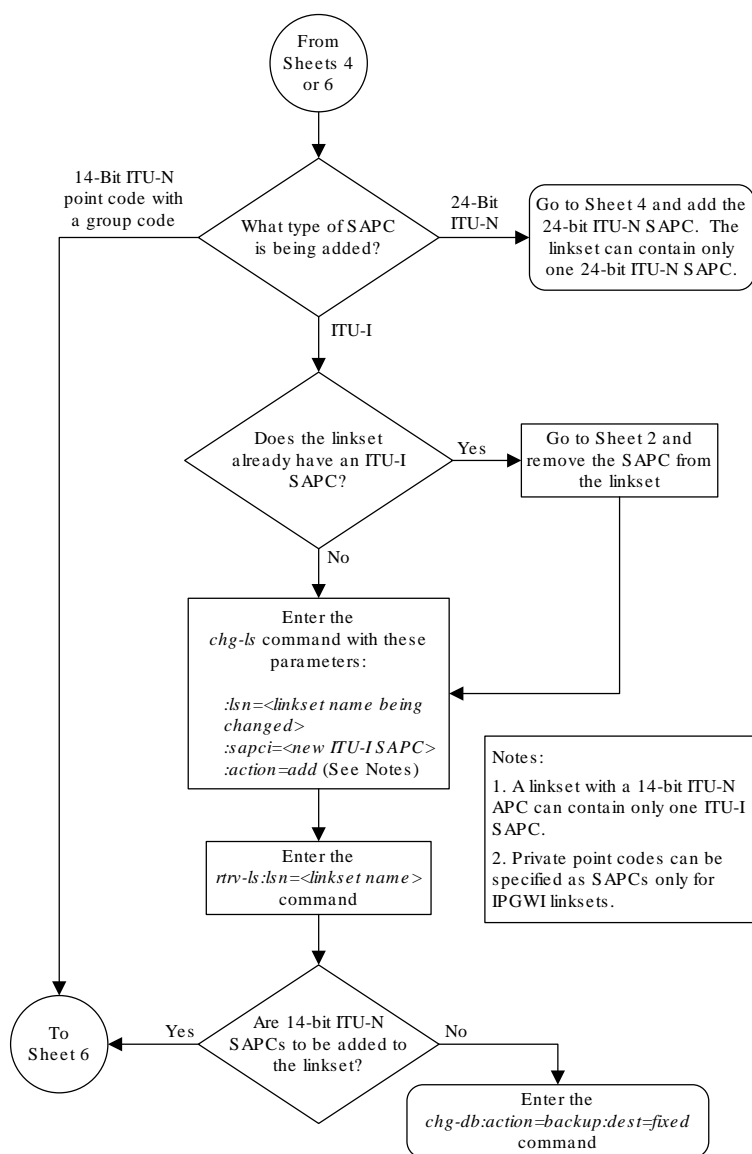 From
Sheets 4
or 6
14-Bit ITU-N
point code with
a group code
What type of SAPC
is being added?
24-Bit
ITU-N
Go to Sheet 4 and add the
24-bit ITU-N SAPC. The
linkset can contain only
one 24-bit ITU-N SAPC.
ITU-I
Does the linkset
already have an ITU-I
SAPC?
Yes
Go to Sheet 2 and
remove the SAPC from
the linkset
No
Enter the
chg-ls command with these
parameters:
:lsn=<linkset name being
changed>
:sapci=<new ITU-I SAPC>
:action=add (See Notes)
Notes:
1. A linkset with a 14-bit ITU-N
APC can contain only one ITU-I
SAPC.
2. Private point codes can be
specified as SAPCs only for
IPGWI linksets.
Enter the
rtrv-ls:lsn=<linkset name>
command
Are 14-bit ITU-N
SAPCs to be added to
the linkset?
Yes
To
Sheet 6
No
Enter the
chg-db:action=backup:dest=fixed
command